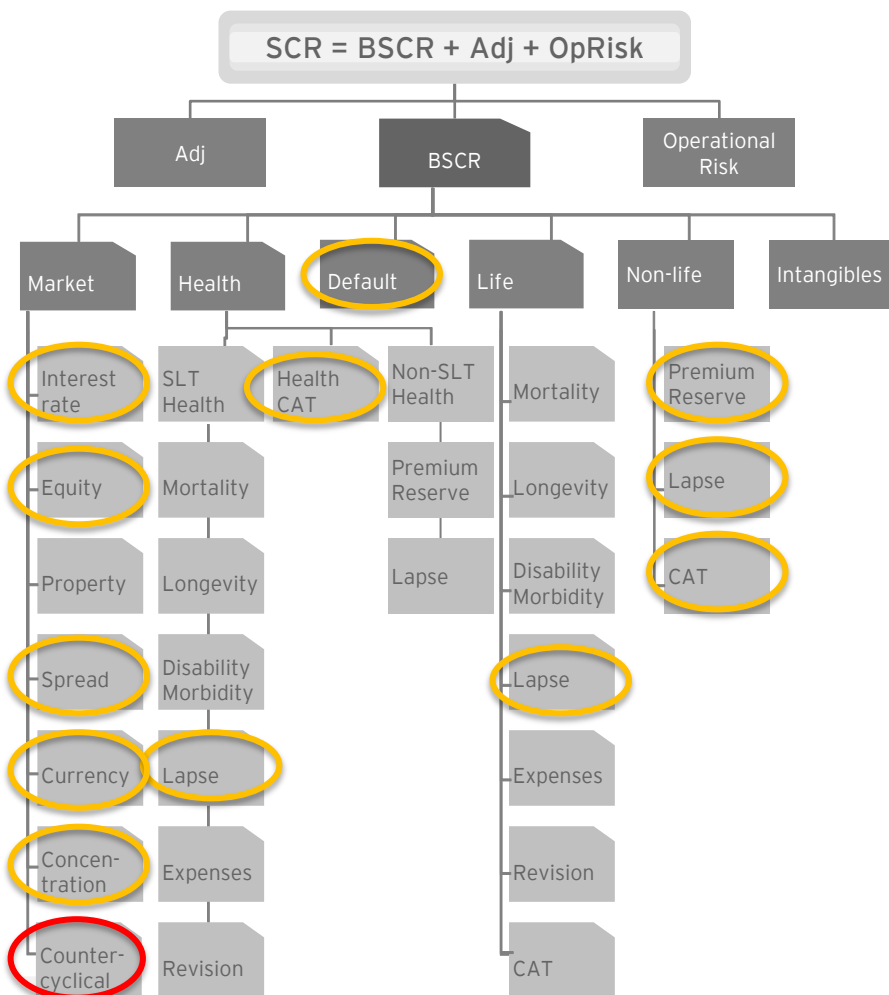 SCR = BSCR + Adj + OpRisk
Adj
BSCR
Operational
Risk
Market
Health
Default
Life
Non-life
Intangibles
Interest
rate
Equity
Property
Spread
Currency
Concen-
tration
Counter-
cyclical
SLT
Health
Mortality
Longevity
Disability
Morbidity
Lapse
Expenses
Revision
Health
CAT
Non-SLT
Health
Premium
Reserve
Lapse
Mortality
Longevity
Disability
Morbidity
Lapse
Expenses
Revision
CAT
Premium
Reserve
Lapse
CAT